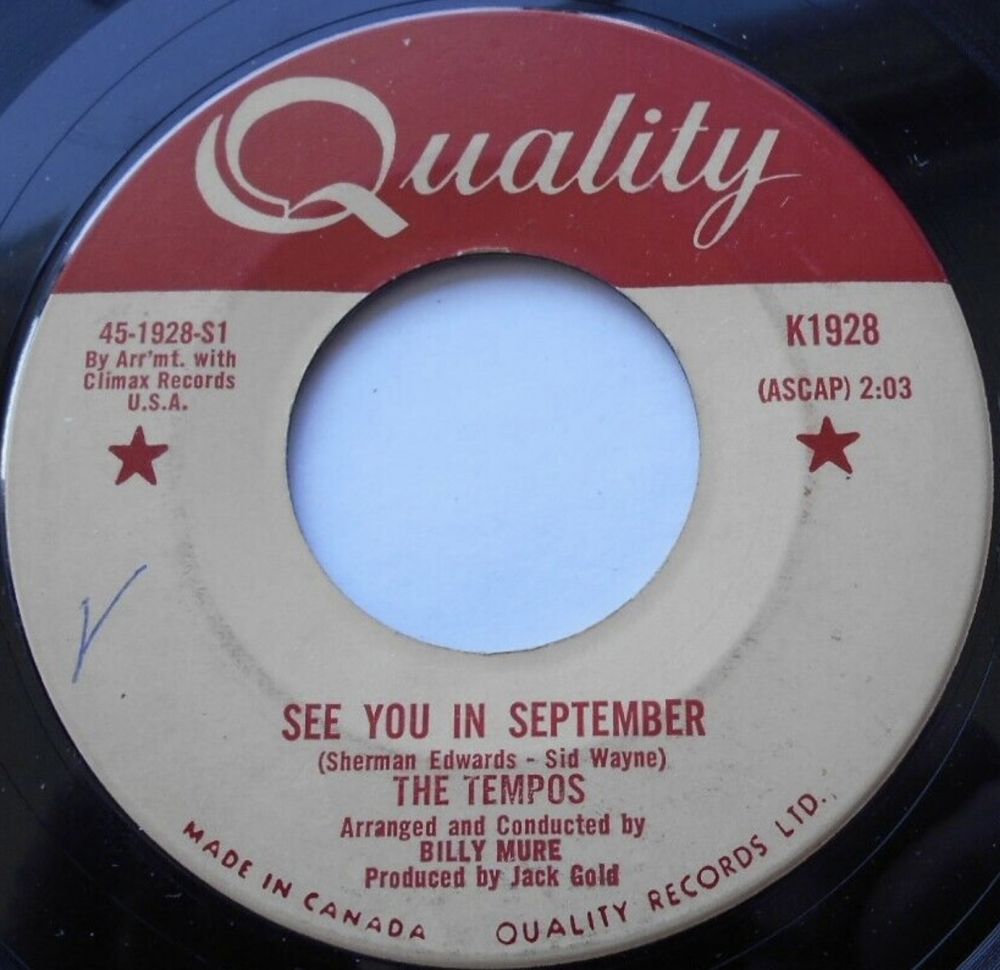 Quality
45-1928-S1
By Arr'mt. with
Climax Records
U.S.A.
K1928
(ASCAP) 2:03
SEE YOU IN SEPTEMBER
(Sherman Edwards - Sid Wayne)
THE TEMPOS
Arranged and Conducted by
BILLY MURE
Produced by Jack Gold
MADE IN CANADA QUALITY RECORDS LTD.